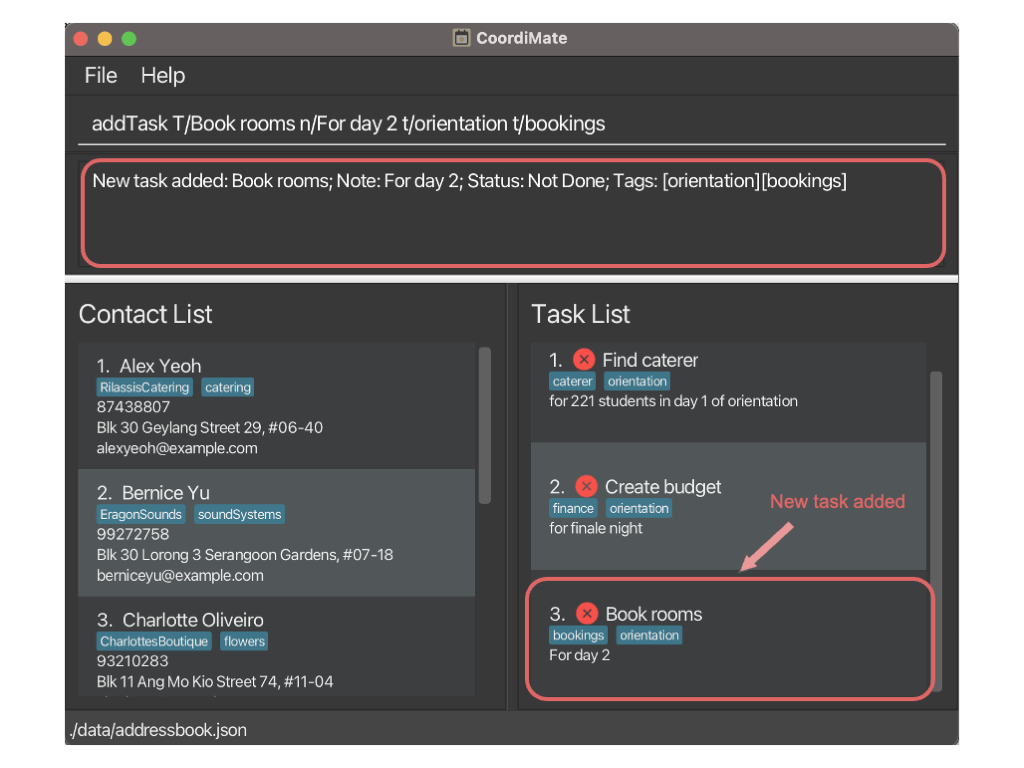 CoordiMate
File Help
addTask T/Book rooms n/For day 2 t/orientation t/bookings
New task added: Book rooms; Note: For day 2; Status: Not Done; Tags: [orientation][bookings]
Contact List
1. Alex Yeoh
RilassisCatering catering
87438807
Blk 30 Geylang Street 29, #06-40
alexyeoh@example.com
2. Bernice Yu
EragonSounds soundSystems
99272758
Blk 30 Lorong 3 Serangoon Gardens, #07-18
berniceyu@example.com
3. Charlotte Oliveiro
CharlottesBoutique flowers
93210283
Blk 11 Ang Mo Kio Street 74, #11-04
Task List
1. Find caterer
caterer orientation
for 221 students in day 1 of orientation
2. Create budget
finance orientation
for finale night
New task added
3. Book rooms
bookings orientation
For day 2
./data/addressbook.json